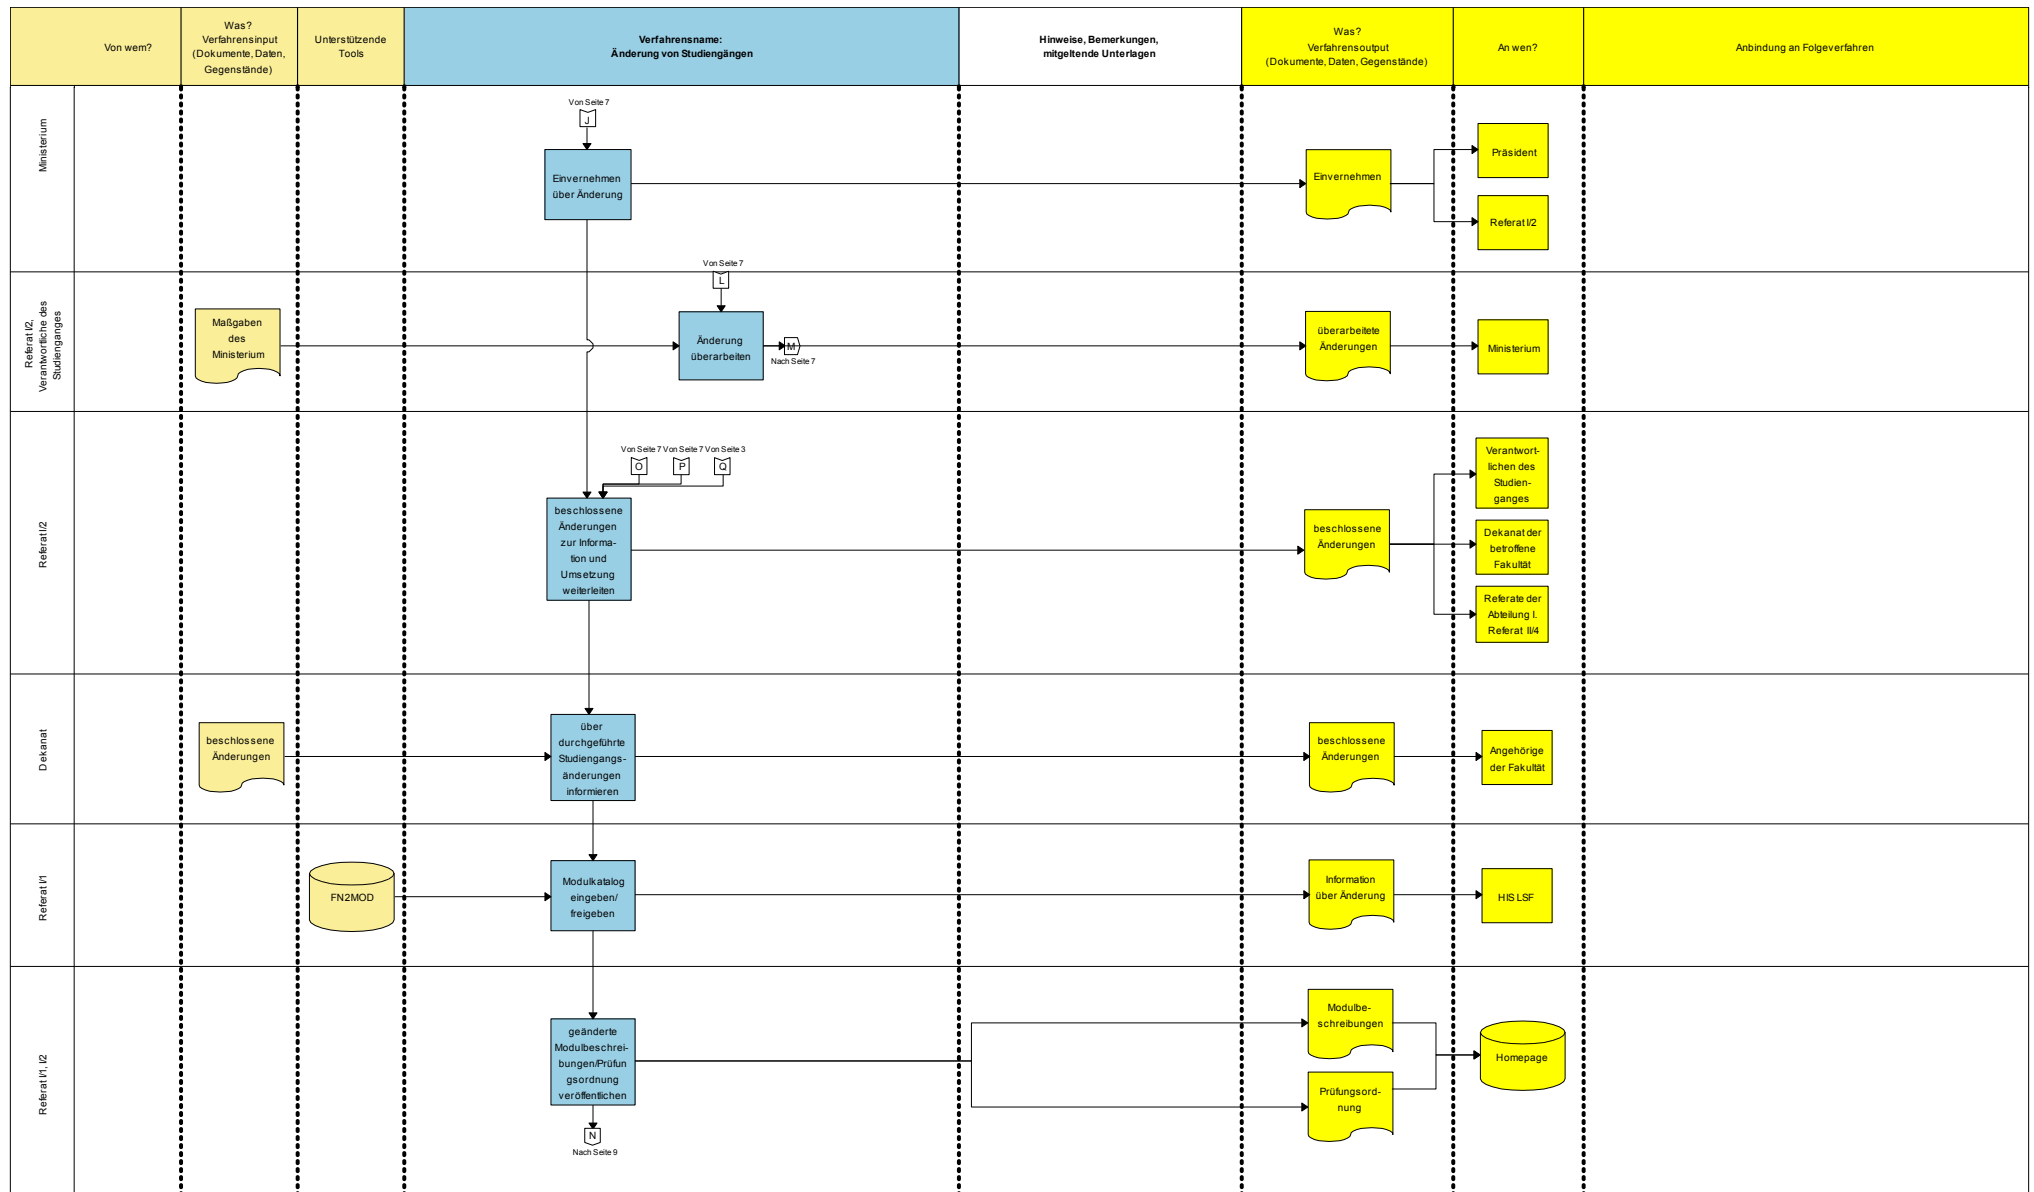 Von wem?
Was?
Verfahrensinput
(Dokumente, Daten,
Gegenstände)
Unterstützende
Tools
Verfahrensname:
Änderung von Studiengängen
Hinweise, Bemerkungen,
mitgeltende Unterlagen
Was?
Verfahrensoutput
(Dokumente, Daten, Gegenstände)
An wen?
Anbindung an Folgeverfahren
Ministerium
Von Seite 7
J
Einvernehmen
über Änderung
Einvernehmen
Präsident
Referat I/2
Referat I/2,
Verantwortliche des
Studienganges
Maßgaben
des
Ministerium
Von Seite 7
L
Änderung
überarbeiten
M
Nach Seite 7
überarbeitete
Änderungen
Ministerium
Referat I/2
Von Seite 7 Von Seite 7 Von Seite 3
O P Q
beschlossene
Änderungen
zur Informa-
tion und
Umsetzung
weiterleiten
beschlossene
Änderungen
Verantwort-
lichen des
Studien-
ganges
Dekanat der
betroffene
Fakultät
Referate der
Abteilung I.
Referat II/4
Dekanat
beschlossene
Änderungen
über
durchgeführte
Studiengangs-
änderungen
informieren
beschlossene
Änderungen
Angehörige
der Fakultät
Referat I/1
FN2MOD
Modulkatalog
eingeben/
freigeben
Information
über Änderung
HIS LSF
Referat I/1, I/2
geänderte
Modulbeschrei-
bungen/Prüfun
gsordnung
veröffentlichen
Modulbe-
schreibungen
Prüfungsord-
nung
Homepage
N
Nach Seite 9